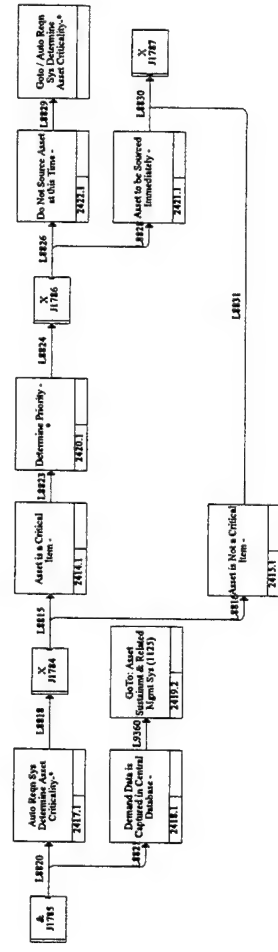 &
J1785
L8820
Auto Reqn Sys
Determine Asset
Criticality-*
2417.1
L8818
X
J1784
L8815
Asset is a Critical
Item -
2414.1
L8823
Determine Priority -
*
2420.1
L8824
X
J1786
L8826
Do Not Source Asset
at this Time -
2422.1
L8829
Goto / Auto Reqn
Sys Determine
Asset Criticality-*
L8821
Demand Data is
Captured in Central
Database -
2418.1
L9360
GoTo: Asset
Sustainment & Related
Mgmt Sys (1125)
2419.2
L8816
Asset is Not a Critical
Item -
2415.1
L8831
Asset to be Sourced
Immediately -
2421.1
L8830
X
J1787